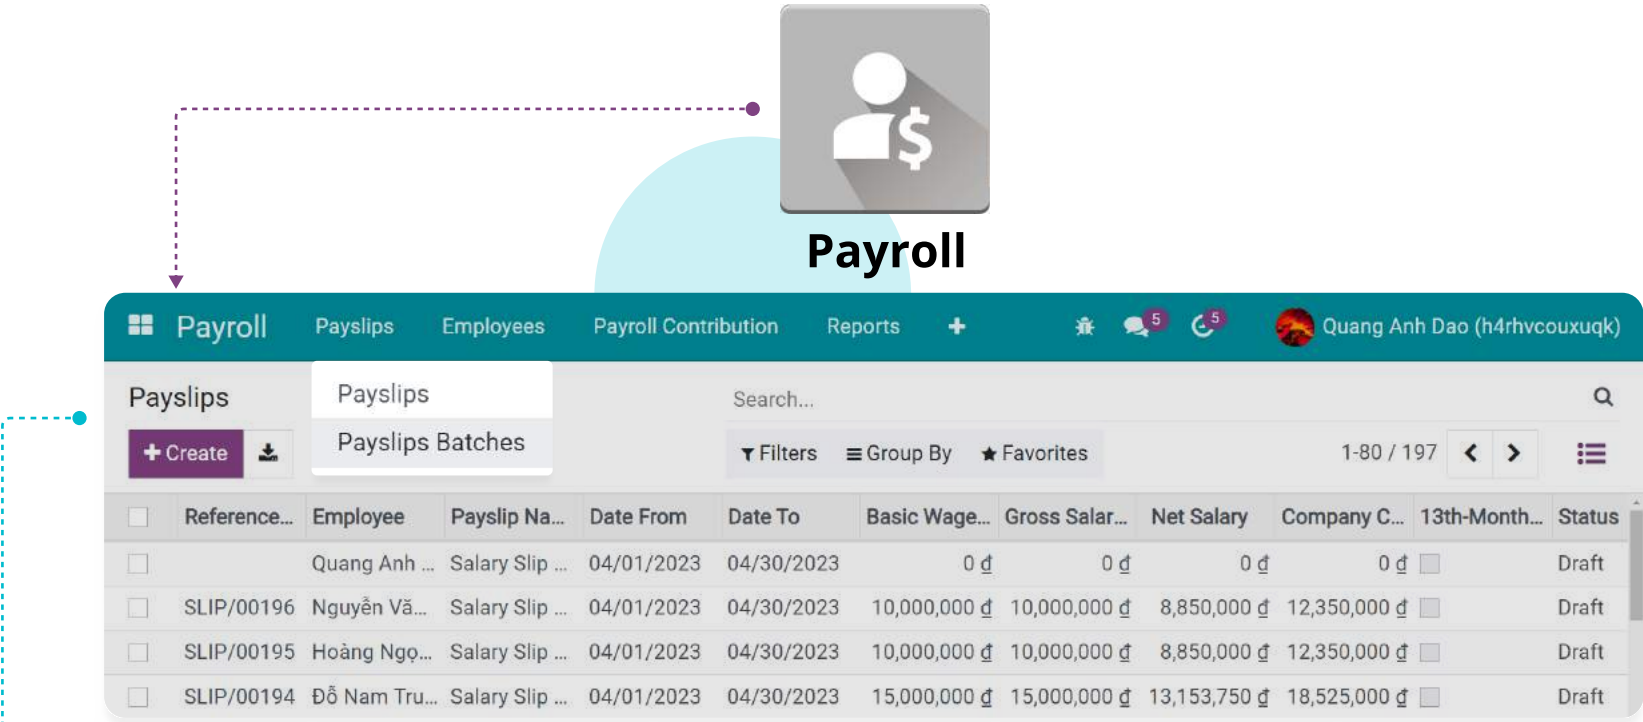 Payroll
Payroll Payslips Employees Payroll Contribution Reports 5 5 Quang Anh Dao (h4rhvcouxuqk)
Payslips Payslips Search...
Create Payslips Batches Filters Group By Favorites 1-80 / 197
Reference... Employee Payslip Na... Date From Date To Basic Wage... Gross Salar... Net Salary Company C... 13th-Month... Status
Quang Anh ... Salary Slip ... 04/01/2023 04/30/2023 0 ₫ 0 ₫ 0 ₫ 0 ₫ Draft
SLIP/00196 Nguyễn Vă... Salary Slip ... 04/01/2023 04/30/2023 10,000,000 ₫ 10,000,000 ₫ 8,850,000 ₫ 12,350,000 ₫ Draft
SLIP/00195 Hoàng Ngọ... Salary Slip ... 04/01/2023 04/30/2023 10,000,000 ₫ 10,000,000 ₫ 8,850,000 ₫ 12,350,000 ₫ Draft
SLIP/00194 Đỗ Nam Tru... Salary Slip ... 04/01/2023 04/30/2023 15,000,000 ₫ 15,000,000 ₫ 13,153,750 ₫ 18,525,000 ₫ Draft